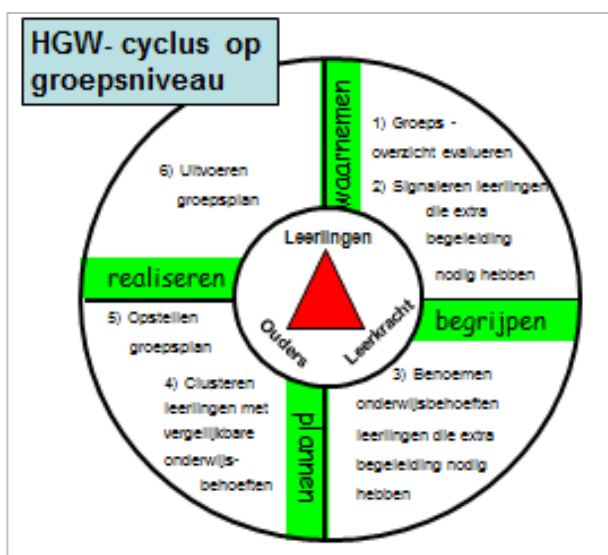 HGW- cyclus op
groepsniveau
waarnemen
1) Groeps -
overzicht evalueren
2) Signaleren leerlingen
die extra
begeleiding
nodig hebben
begrijpen
3) Benoemen
onderwijsbehoeften
leerlingen die extra
begeleiding nodig
hebben
plannen
4) Clusteren
leerlingen met
vergelijkbare
onderwijs-
behoeften
5) Opstellen
groepsplan
realiseren
6) Uitvoeren
groepsplan
Leerlingen
Ouders
Leerkracht